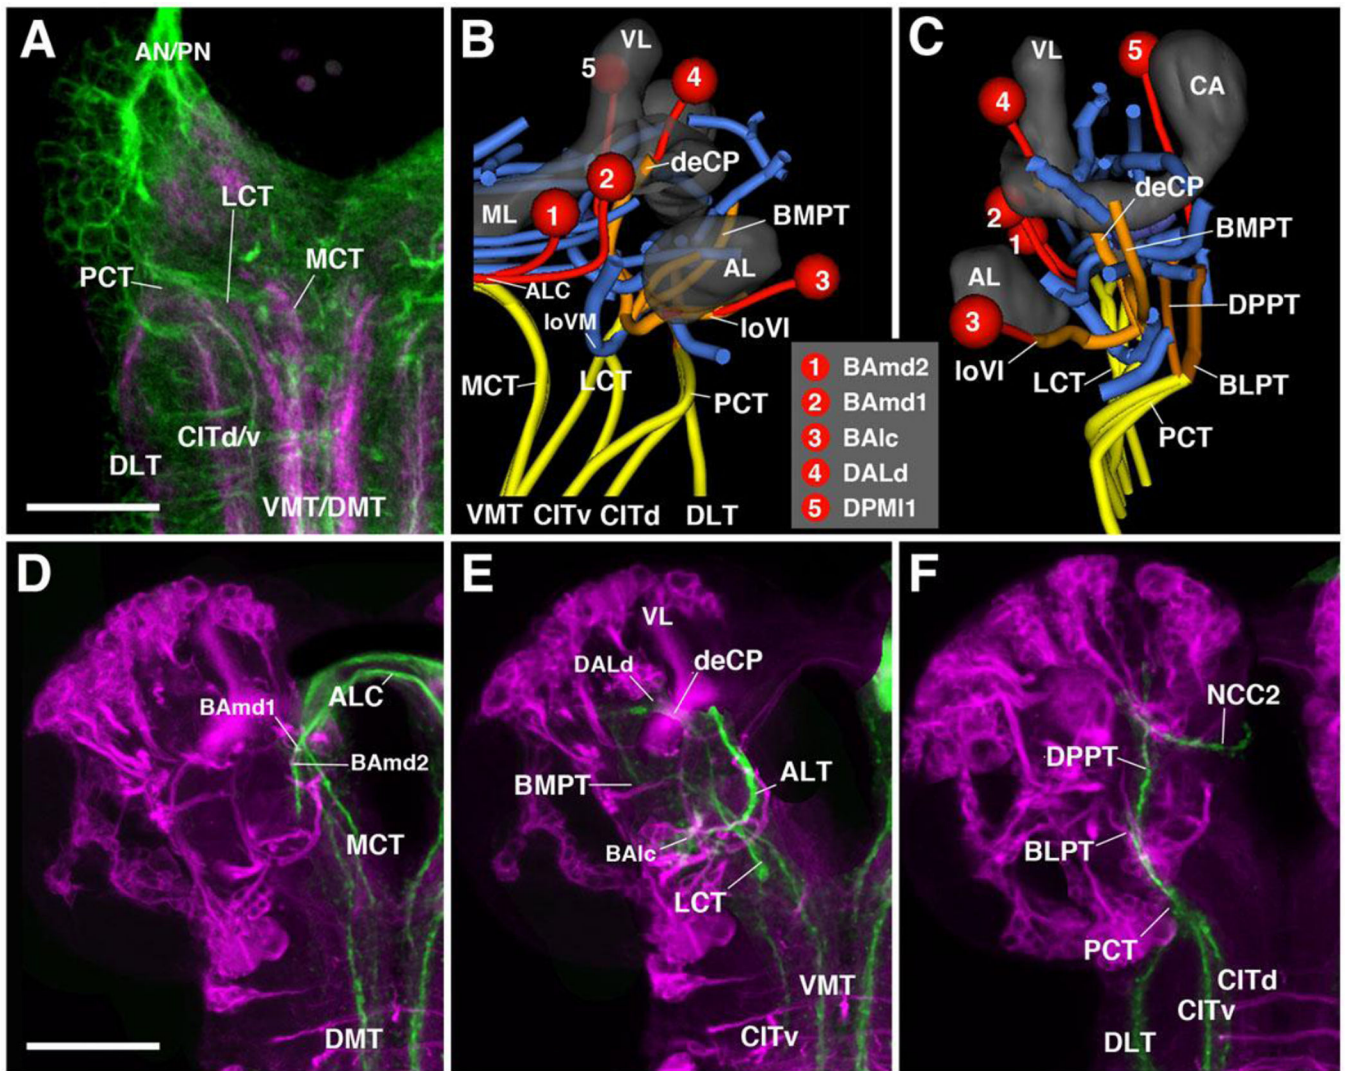 A
AN/PN
LCT
MCT
PCT
CITd/v
DLT
VMT/DMT
B
VL
5
4
deCP
2
1
ML
BMPT
AL
3
ALC
loVM
loVI
MCT
LCT
PCT
VMT CITv CITd DLT
1 BAmd2
2 BAmd1
3 BAlc
4 DALd
5 DPMl1
C
VL
5
CA
4
deCP
2
1
BMPT
AL
3
DPPT
loVI
LCT
BLPT
PCT
D
ALC
BAmd1
BAmd2
MCT
DMT
E
VL
DALd
deCP
BMPT
ALT
BAlc
LCT
VMT
CITv
F
NCC2
DPPT
BLPT
PCT
CITd
CITv
DLT